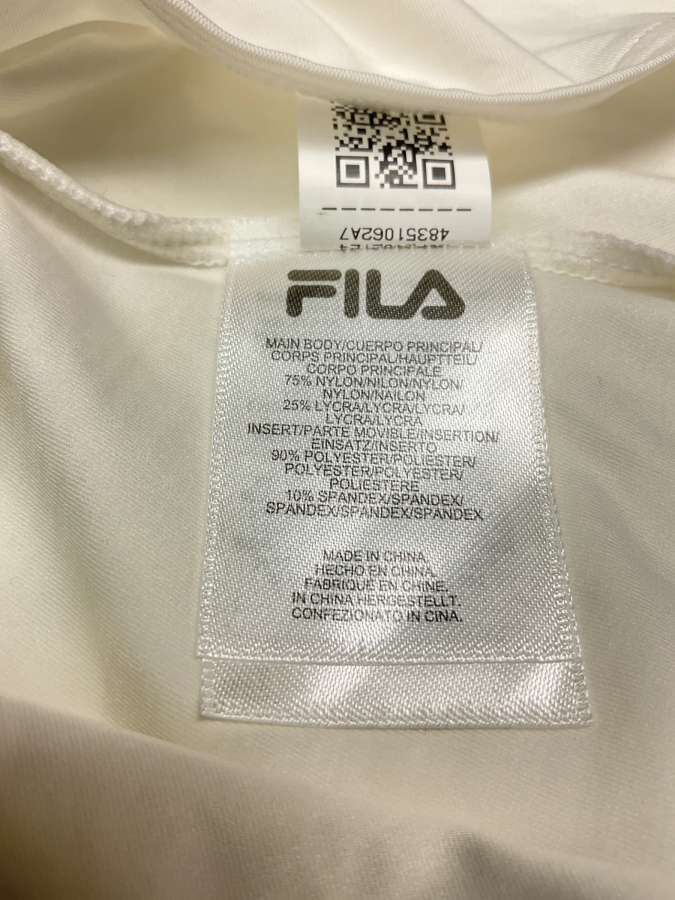 48351062A7
FILA
MAIN BODY/CUERPO PRINCIPAL/
CORPS PRINCIPAL/HAUPTTEIL/
CORPO PRINCIPALE
75% NYLON/NILON/NYLON/
NYLON/NAILON
25% LYCRA/LYCRA/LYCRA/
LYCRA/LYCRA
INSERT/PARTE MOVIBLE/INSERTION/
EINSATZ/INSERTO
90% POLYESTER/POLIESTER/
POLYESTER/POLYESTER/
POLIESTERE
10% SPANDEX/SPANDEX/
SPANDEX/SPANDEX/SPANDEX
MADE IN CHINA.
HECHO EN CHINA.
FABRIQUE EN CHINE.
IN CHINA HERGESTELLT.
CONFEZIONATO IN CINA.